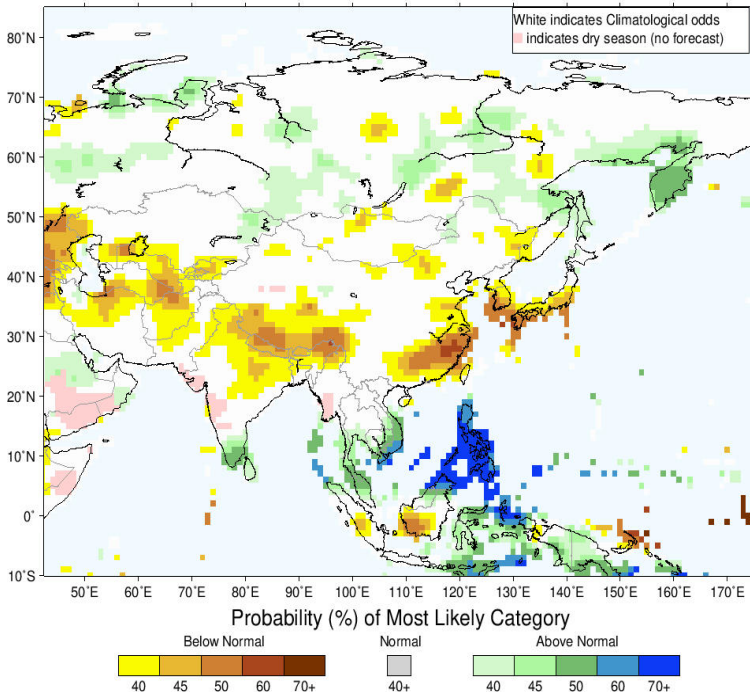 White indicates Climatological odds
indicates dry season (no forecast)
80°N
70°N
60°N
50°N
40°N
30°N
20°N
10°N
0°
10°S
50°E 60°E 70°E 80°E 90°E 100°E 110°E 120°E 130°E 140°E 150°E 160°E 170°E
Probability (%) of Most Likely Category
Below Normal Normal Above Normal
40 45 50 60 70+ 40+ 40 45 50 60 70+